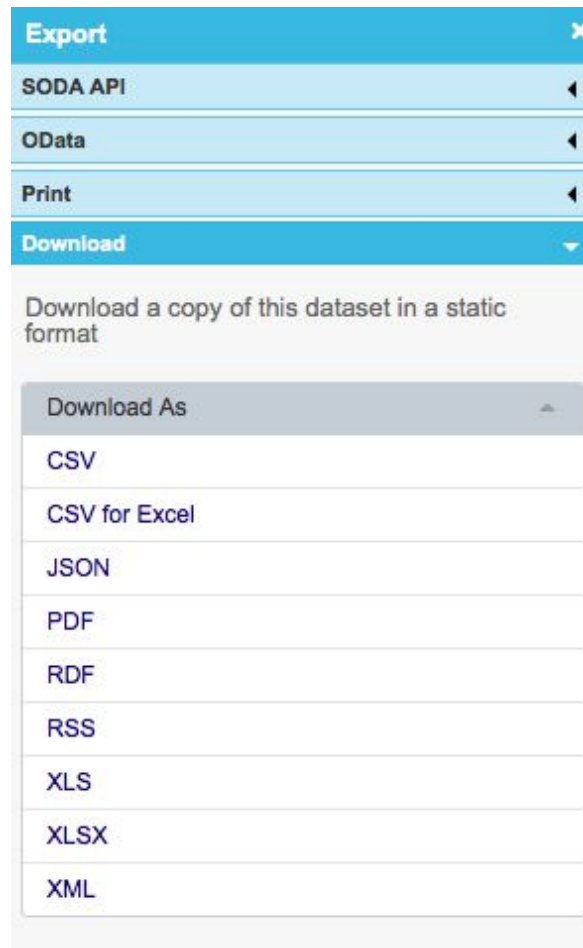 Export
SODA API
OData
Print
Download
Download a copy of this dataset in a static
format
Download As
CSV
CSV for Excel
JSON
PDF
RDF
RSS
XLS
XLSX
XML